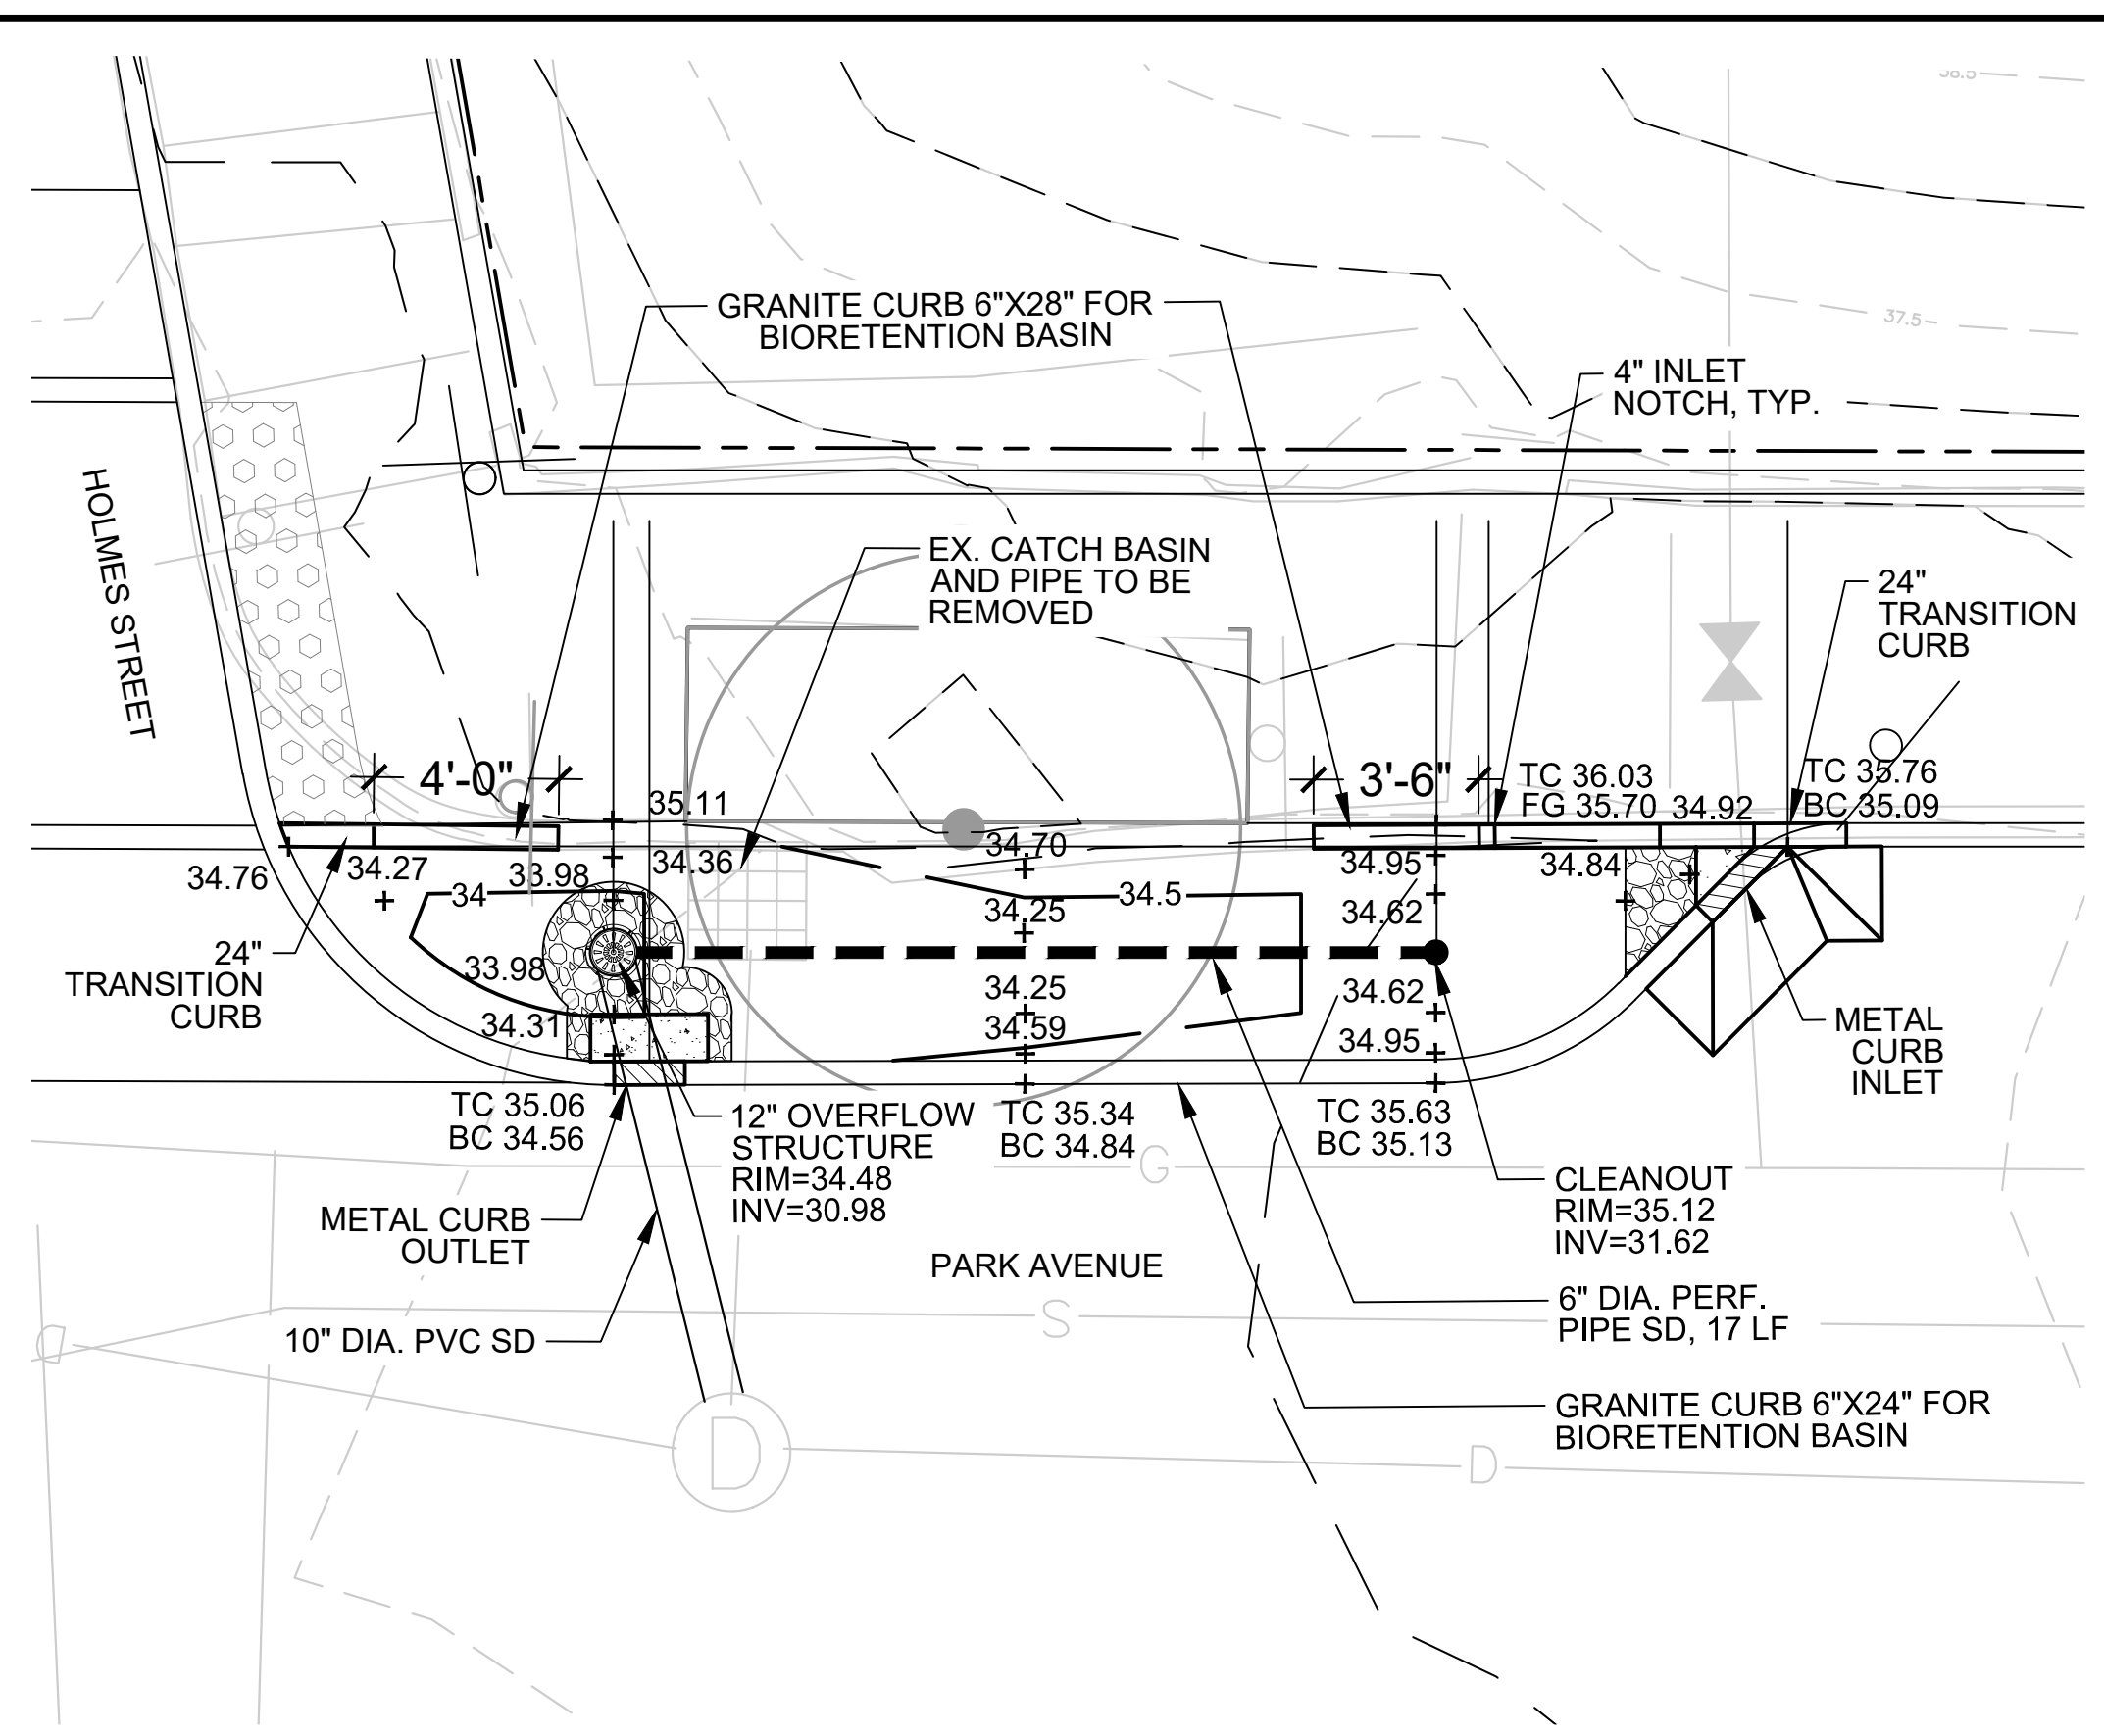 38.5
GRANITE CURB 6"X28" FOR
BIORETENTION BASIN
37.5
4" INLET
NOTCH, TYP.
HOLMES STREET
EX. CATCH BASIN
AND PIPE TO BE
REMOVED
24"
TRANSITION
CURB
4'-0"
3'-6"
TC 36.03
FG 35.70
34.92
TC 35.76
BC 35.09
35.11
34.76
34.27
33.98
34.36
34.70
34.95
34.84
34
34.5
34.25
34.62
24"
TRANSITION
CURB
33.98
34.25
34.62
34.31
34.59
34.95
METAL
CURB
INLET
TC 35.06
BC 34.56
12" OVERFLOW
STRUCTURE
RIM=34.48
INV=30.98
TC 35.34
BC 34.84
TC 35.63
BC 35.13
G
CLEANOUT
RIM=35.12
INV=31.62
METAL CURB
OUTLET
PARK AVENUE
6" DIA. PERF.
PIPE SD, 17 LF
S
10" DIA. PVC SD
D
GRANITE CURB 6"X24" FOR
BIORETENTION BASIN
D
D